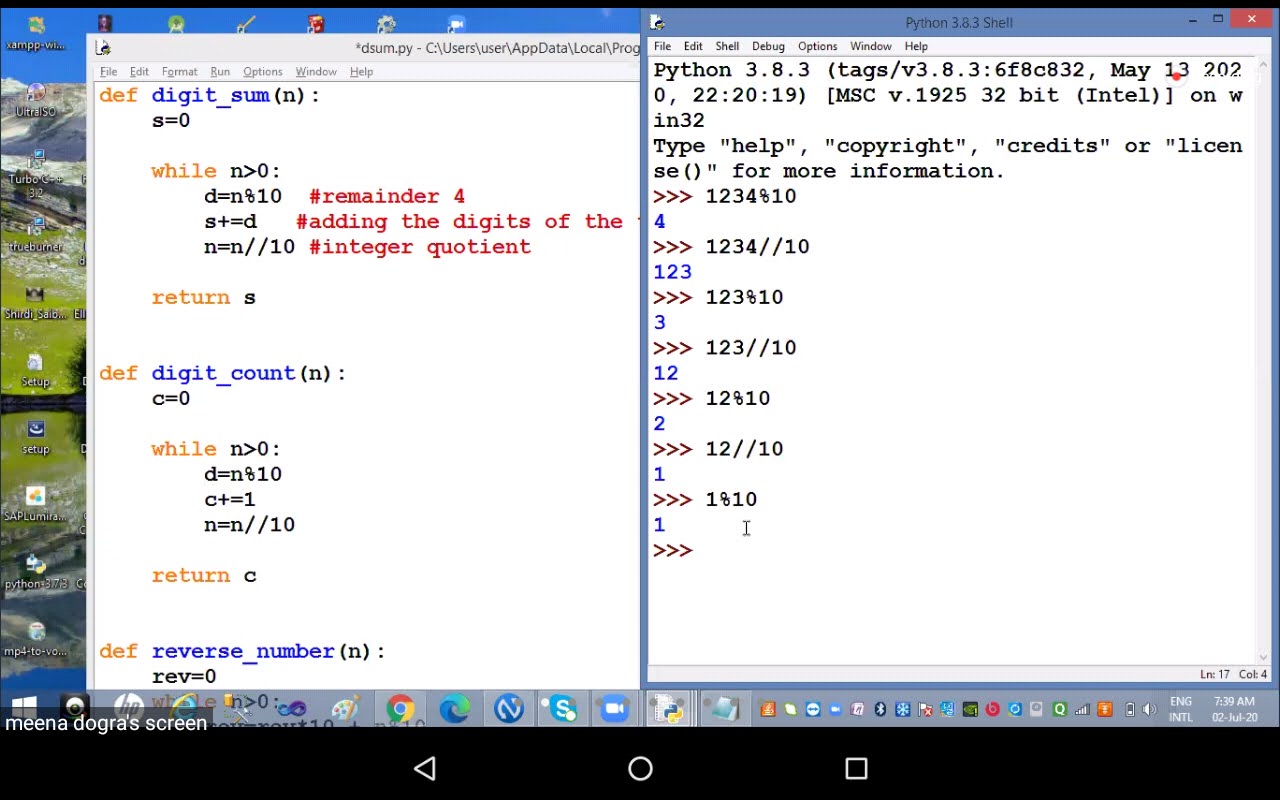 xampp-wi...
UltraISO
Turbo C++
3.2
trueburner
Shirdi_Saib...
Setup
setup
SAPLumira...
python-3.7.3
mp4-to-vo...
*dsum.py - C:\Users\user\AppData\Local\Prog
File Edit Format Run Options Window Help
def digit_sum(n):
s=0
while n>0:
d=n%10 #remainder 4
s+=d #adding the digits of the
n=n//10 #integer quotient
return s
def digit_count(n):
c=0
while n>0:
d=n%10
c+=1
n=n//10
return c
def reverse_number(n):
rev=0
while n>0:
Python 3.8.3 Shell
File Edit Shell Debug Options Window Help
Python 3.8.3 (tags/v3.8.3:6f8c832, May 13 202
0, 22:20:19) [MSC v.1925 32 bit (Intel)] on w
in32
Type "help", "copyright", "credits" or "licen
se()" for more information.
>>> 1234%10
4
>>> 1234//10
123
>>> 123%10
3
>>> 123//10
12
>>> 12%10
2
>>> 12//10
1
>>> 1%10
1
>>>
Ln: 17 Col: 4
ENG
INTL
7:39 AM
02-Jul-20
meena dogra's screen